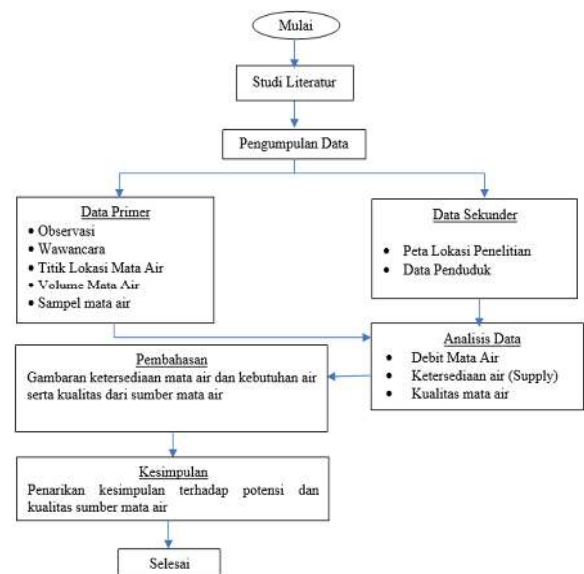 Mulai
Studi Literatur
Pengumpulan Data
Data Primer
• Observasi
• Wawancara
• Titik Lokasi Mata Air
• Volume Mata Air
• Sampel mata air
Data Sekunder
• Peta Lokasi Penelitian
• Data Penduduk
Analisis Data
• Debit Mata Air
• Ketersediaan air (Supply)
• Kualitas mata air
Pembahasan
Gambaran ketersediaan mata air dan kebutuhan air
serta kualitas dari sumber mata air
Kesimpulan
Penarikan kesimpulan terhadap potensi dan
kualitas sumber mata air
Selesai